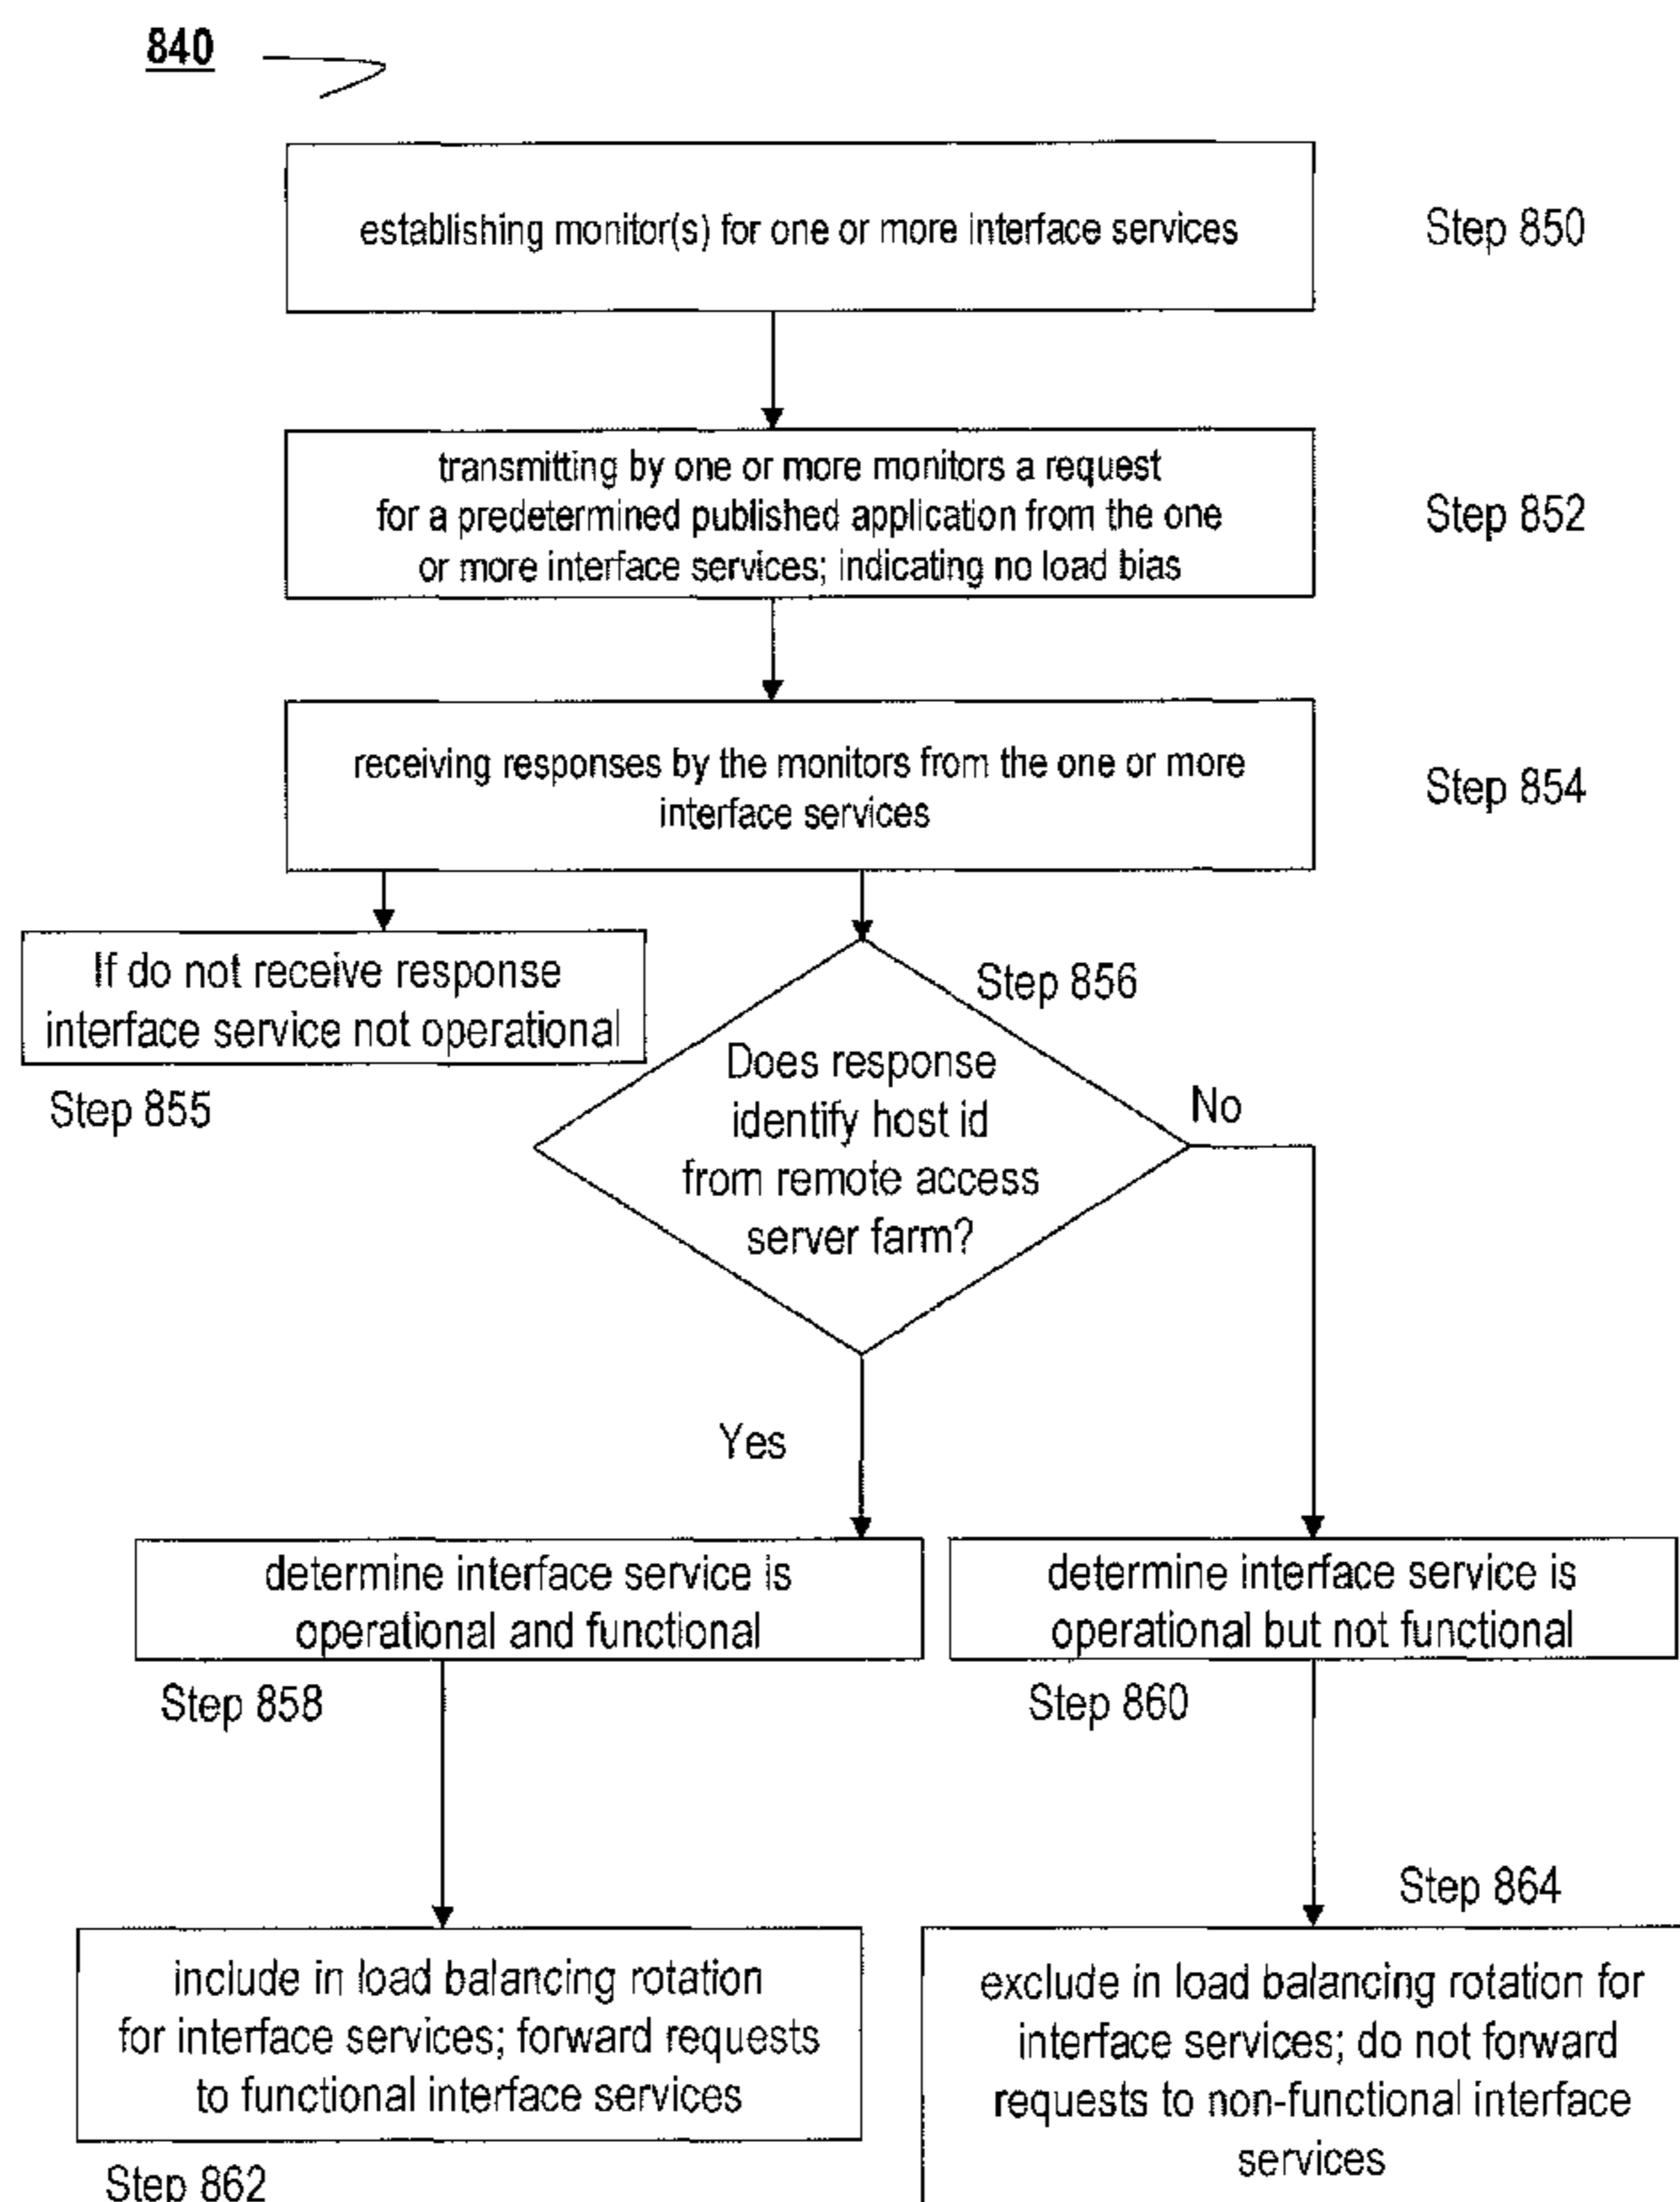 840
establishing monitor(s) for one or more interface services
Step 850
transmitting by one or more monitors a request
for a predetermined published application from the one
or more interface services; indicating no load bias
Step 852
receiving responses by the monitors from the one or more
interface services
Step 854
If do not receive response
interface service not operational
Step 855
Step 856
Does response
identify host id
from remote access
server farm?
No
Yes
determine interface service is
operational and functional
Step 858
determine interface service is
operational but not functional
Step 860
Step 864
include in load balancing rotation
for interface services; forward requests
to functional interface services
Step 862
exclude in load balancing rotation for
interface services; do not forward
requests to non-functional interface
services